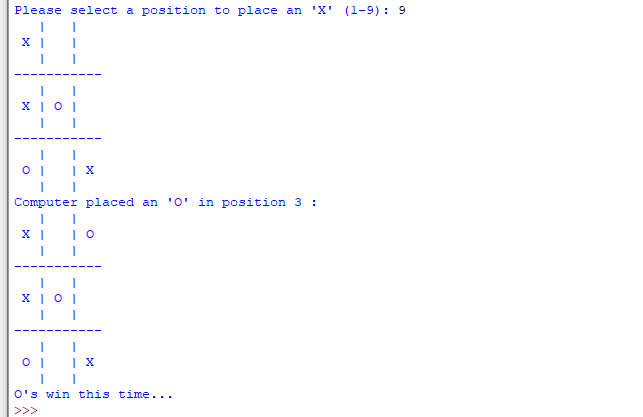 Please select a position to place an 'X' (1-9): 9
   |   |
 X |   |
   |   |
-----------
   |   |
 X | O |
   |   |
-----------
   |   |
 O |   | X
   |   |
Computer placed an 'O' in position 3 :
   |   |
 X |   | O
   |   |
-----------
   |   |
 X | O |
   |   |
-----------
   |   |
 O |   | X
   |   |
O's win this time...
>>>